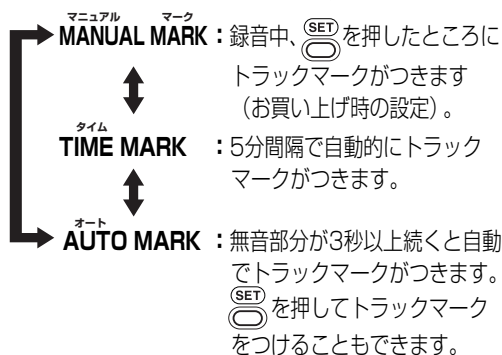 マニュアル マーク
MANUAL MARK：録音中、SETを押したところに
トラックマークがつきます
（お買い上げ時の設定）。
タイム
TIME MARK ：5分間隔で自動的にトラック
マークがつきます。
オート
AUTO MARK ：無音部分が3秒以上続くと自動
でトラックマークがつきます。
SETを押してトラックマーク
をつけることもできます。